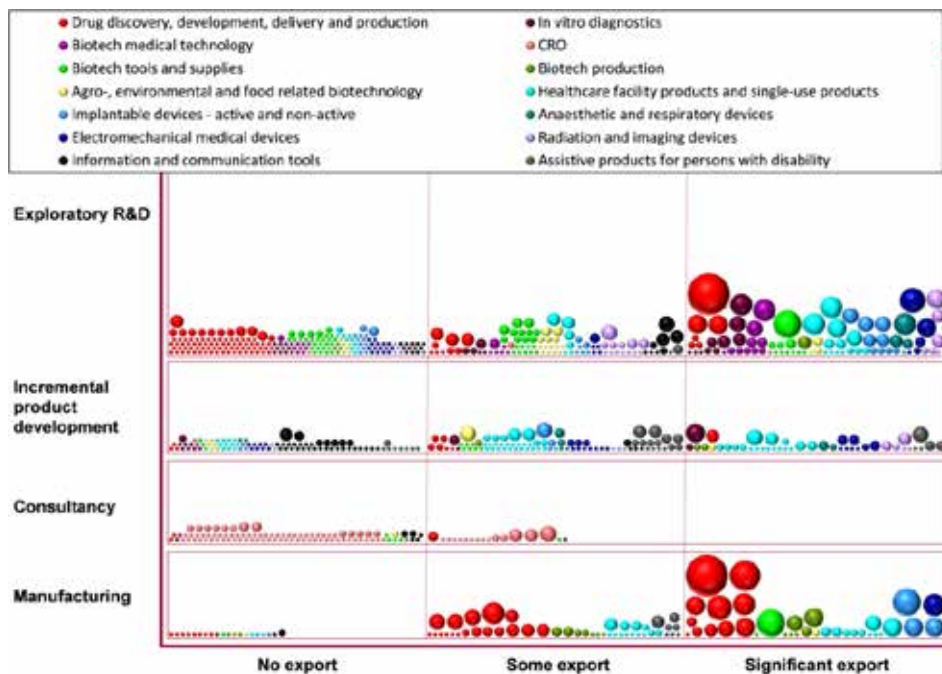 Drug discovery, development, delivery and production
Biotech medical technology
Biotech tools and supplies
Agro-, environmental and food related biotechnology
Implantable devices - active and non-active
Electromechanical medical devices
Information and communication tools
In vitro diagnostics
CRO
Biotech production
Healthcare facility products and single-use products
Anaesthetic and respiratory devices
Radiation and imaging devices
Assistive products for persons with disability
Exploratory R&D
Incremental
product
development
Consultancy
Manufacturing
No export
Some export
Significant export